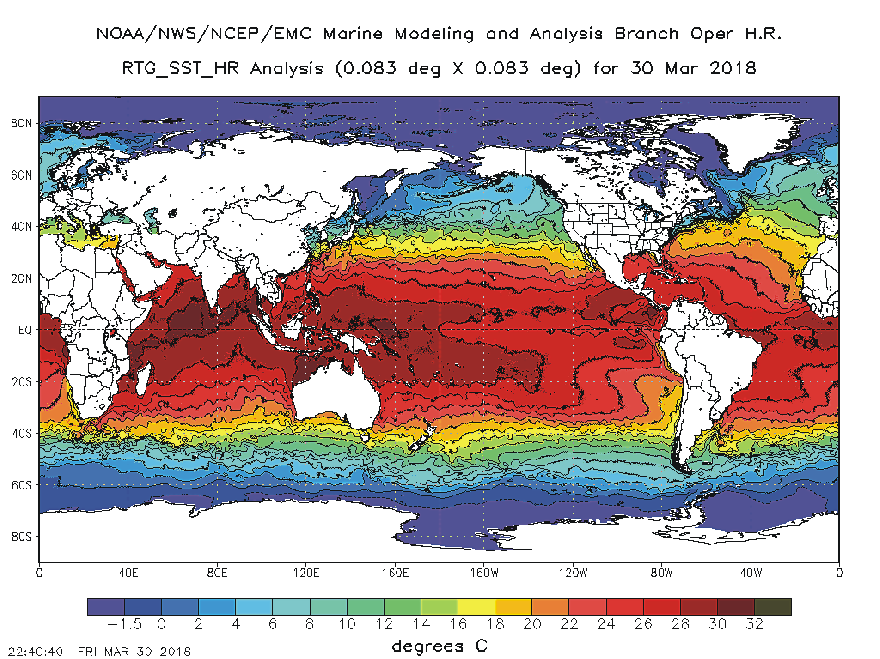 NOAA/NWS/NCEP/EMC Marine Modeling and Analysis Branch Oper H.R.
RTG_SST_HR Analysis (0.083 deg X 0.083 deg) for 30 Mar 2018
80N
60N
40N
20N
EQ
20S
40S
60S
80S
0 40E 80E 120E 160E 160W 120W 80W 40W 0
-1.5 0 2 4 6 8 10 12 14 16 18 20 22 24 26 28 30 32
degrees C
22:40:40 FRI MAR 30 2018